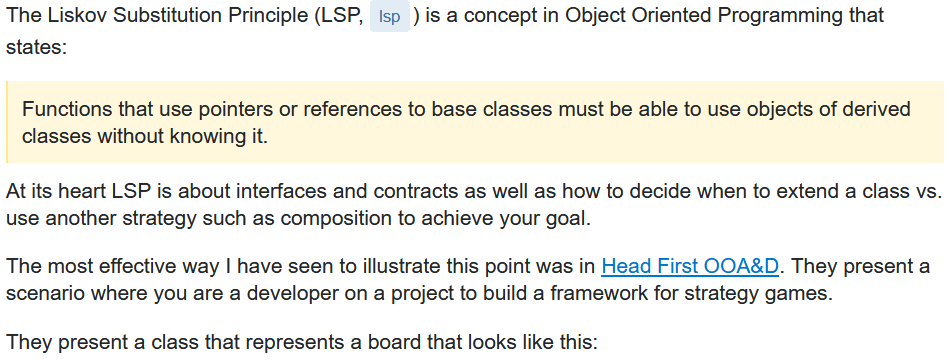 The Liskov Substitution Principle (LSP, lsp ) is a concept in Object Oriented Programming that
states:
Functions that use pointers or references to base classes must be able to use objects of derived
classes without knowing it.
At its heart LSP is about interfaces and contracts as well as how to decide when to extend a class vs.
use another strategy such as composition to achieve your goal.
The most effective way I have seen to illustrate this point was in Head First OOA&D. They present a
scenario where you are a developer on a project to build a framework for strategy games.
They present a class that represents a board that looks like this: